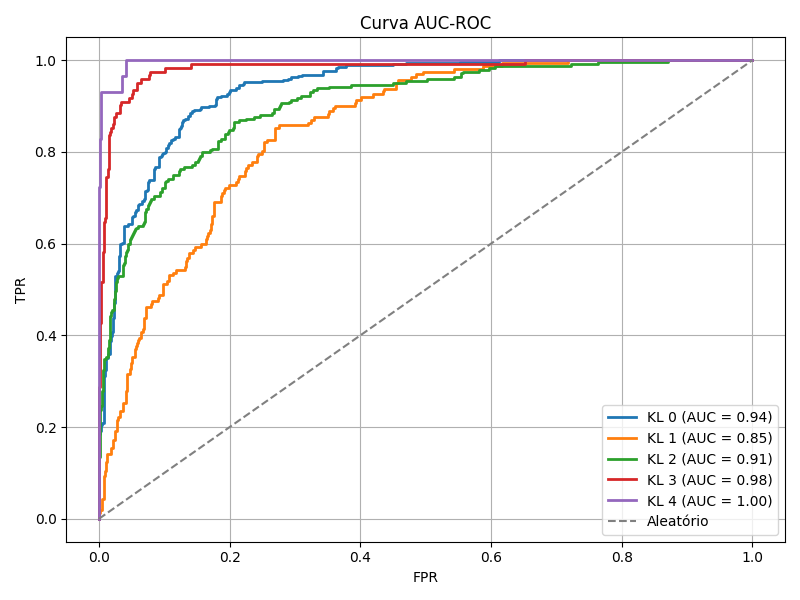 Curva AUC-ROC
TPR
1.0
0.8
0.6
0.4
0.2
0.0
0.0 0.2 0.4 0.6 0.8 1.0
FPR
KL 0 (AUC = 0.94)
KL 1 (AUC = 0.85)
KL 2 (AUC = 0.91)
KL 3 (AUC = 0.98)
KL 4 (AUC = 1.00)
Aleatório